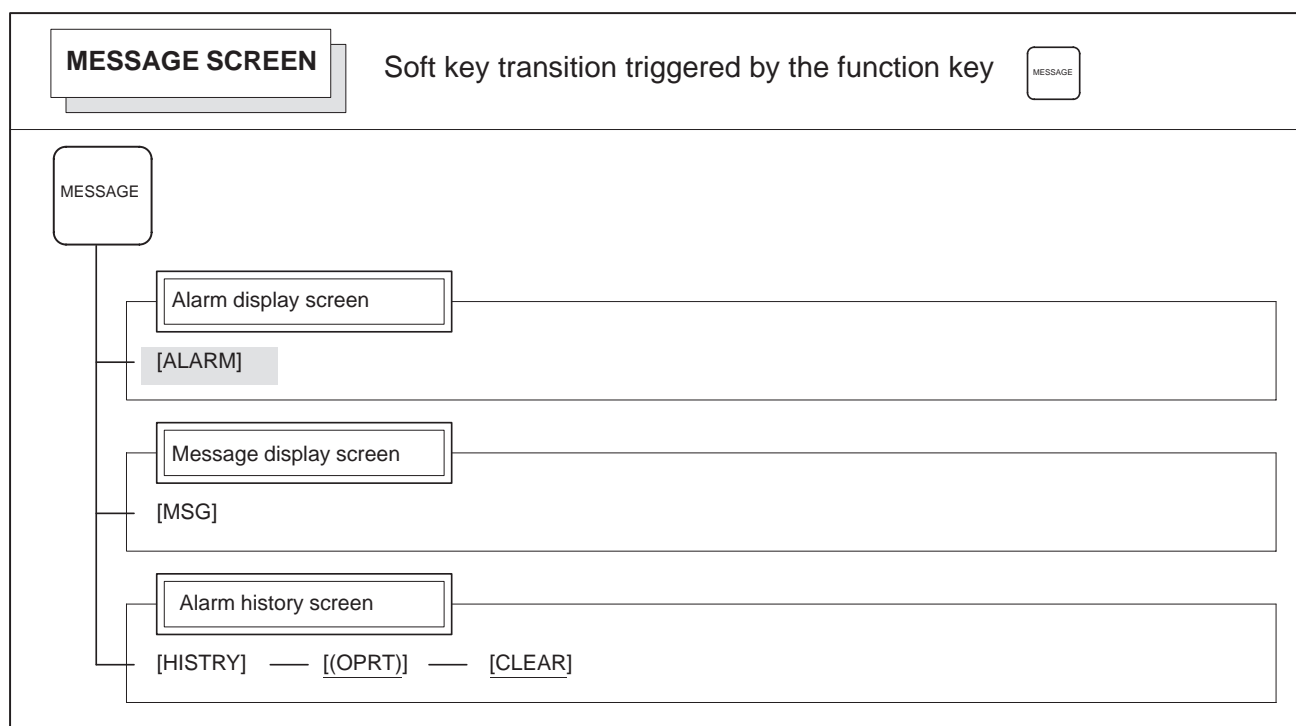 MESSAGE SCREEN
Soft key transition triggered by the function key
MESSAGE
MESSAGE
Alarm display screen
[ALARM]
Message display screen
[MSG]
Alarm history screen
[HISTRY] [(OPRT)] [CLEAR]